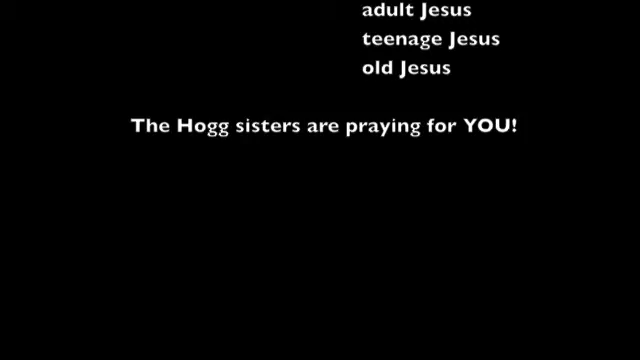 adult Jesus
teenage Jesus
old Jesus
The Hogg sisters are praying for YOU!